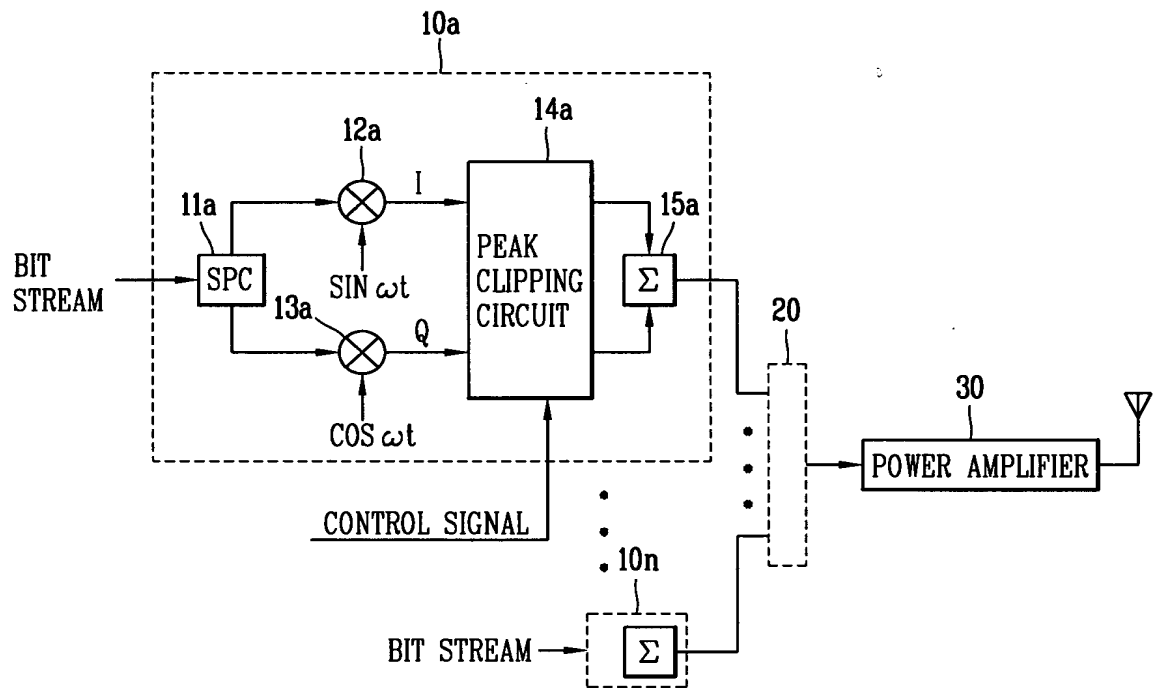 10a
12a
14a
I
11a
15a
BIT
STREAM
SPC
SIN ωt
PEAK
CLIPPING
CIRCUIT
Σ
13a
Q
20
COS ωt
30
POWER AMPLIFIER
CONTROL SIGNAL
10n
BIT STREAM
Σ